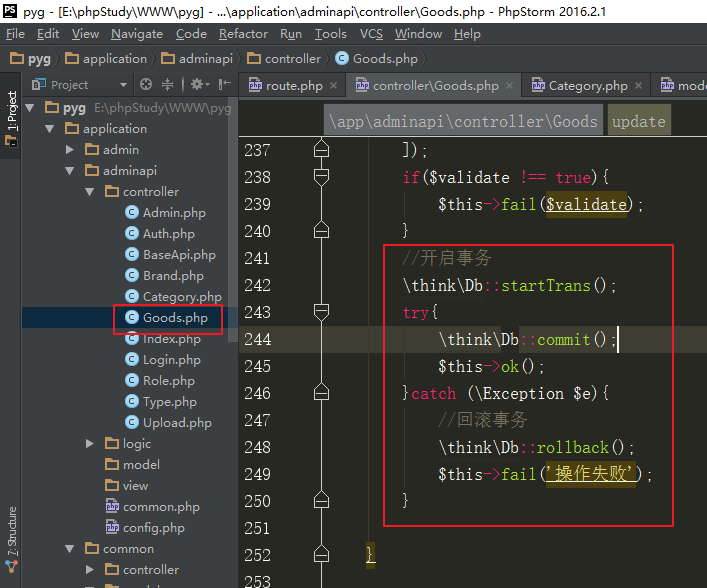 pyg - [E:\phpStudy\WWW\pyg] - ...\application\adminapi\controller\Goods.php - PhpStorm 2016.2.1
File Edit View Navigate Code Refactor Run Tools VCS Window Help
pyg application adminapi controller Goods.php
Project
route.php controller\Goods.php Category.php
1: Project
7: Structure
pyg E:\phpStudy\WWW\pyg
application
admin
adminapi
controller
Admin.php
Auth.php
BaseApi.php
Brand.php
Category.php
Goods.php
Index.php
Login.php
Role.php
Type.php
Upload.php
logic
model
view
common.php
config.php
common
controller
\app\adminapi\controller\Goods update
237 ]);
238 if($validate !== true){
239 $this->fail($validate);
240 }
241 //开启事务
242 \think\Db::startTrans();
243 try{
244 \think\Db::commit();
245 $this->ok();
246 }catch (\Exception $e){
247 //回滚事务
248 \think\Db::rollback();
249 $this->fail('操作失败');
250 }
251
252 }
253